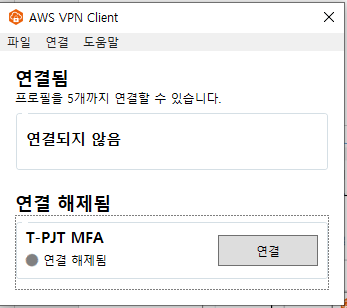 AWS VPN Client
파일 연결 도움말
연결됨
프로필을 5개까지 연결할 수 있습니다.
연결되지 않음
연결 해제됨
T-PJT MFA
연결 해제됨
연결